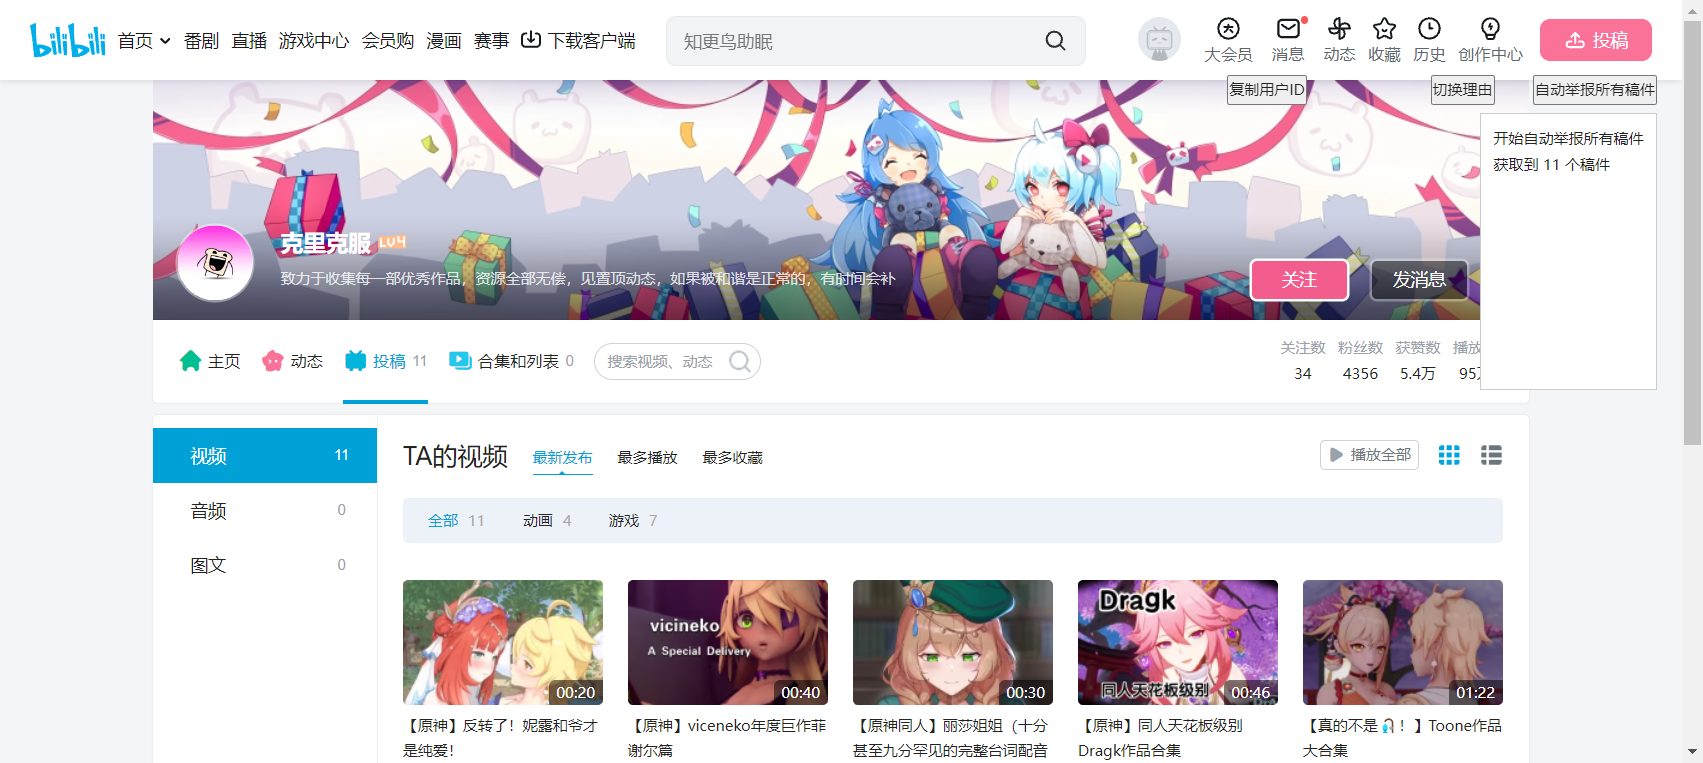 bilibili 首页 番剧 直播 游戏中心 会员购 漫画 赛事 下载客户端 知更鸟助眠 大会员 消息 动态 收藏 历史 创作中心 投稿
复制用户ID 切换理由 自动举报所有稿件
开始自动举报所有稿件
获取到 11 个稿件
克里克服 LV4
致力于收集每一部优秀作品，资源全部无偿，见置顶动态，如果被和谐是正常的，有时间会补
关注 发消息
主页 动态 投稿 11 合集和列表 0 搜索视频、动态
关注数 粉丝数 获赞数 播放
34 4356 5.4万 95
视频 11
音频 0
图文 0
TA的视频 最新发布 最多播放 最多收藏 播放全部
全部 11 动画 4 游戏 7
00:20
【原神】反转了！妮露和爷才
是纯爱！
vicineko
A Special Delivery
00:40
【原神】viceneko年度巨作菲
谢尔篇
00:30
【原神同人】丽莎姐姐（十分
甚至九分罕见的完整台词配音
Dragk
同人天花板级别
00:46
【原神】同人天花板级别
Dragk作品合集
01:22
【真的不是🎧！】Toone作品
大合集